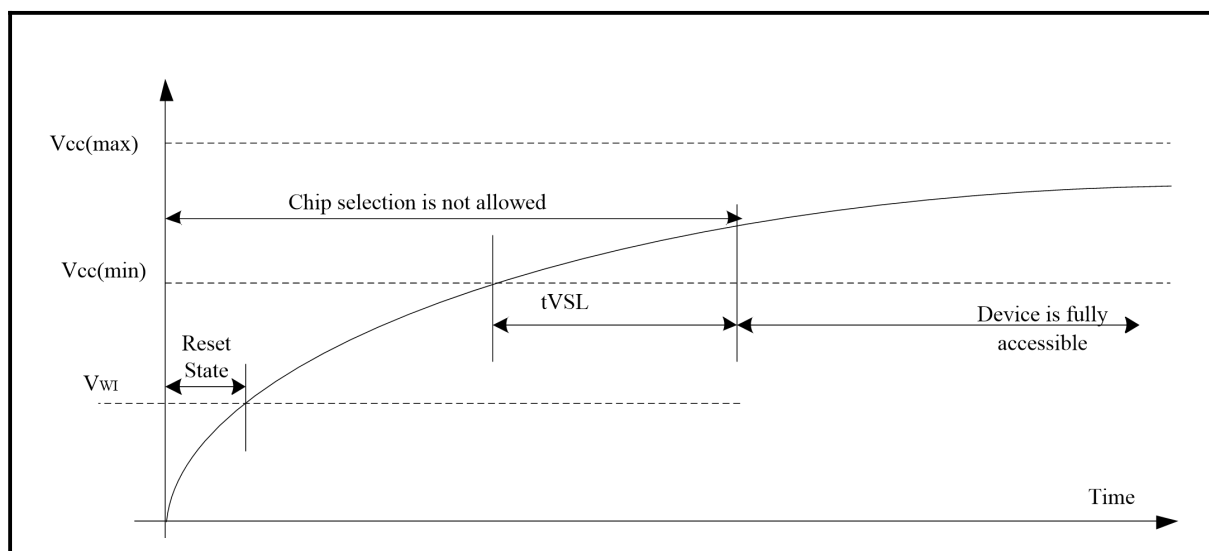 Vcc(max)
Chip selection is not allowed
Vcc(min)
tVSL
Device is fully
accessible
Reset
State
VWI
Time